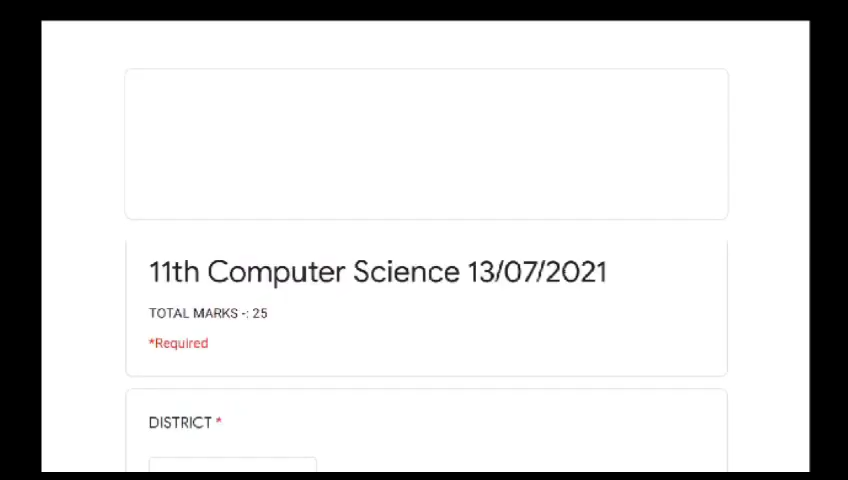 11th Computer Science 13/07/2021
TOTAL MARKS -: 25
*Required
DISTRICT *